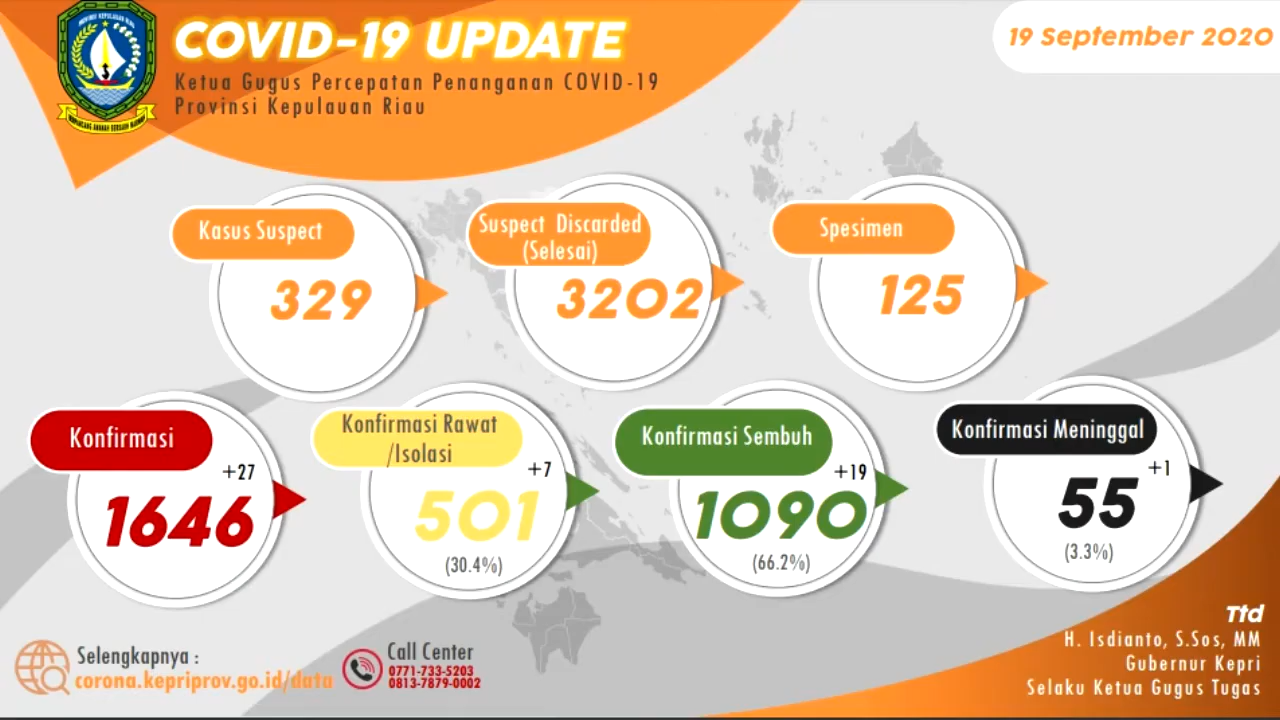 COVID-19 UPDATE
19 September 2020
Ketua Gugus Percepatan Penanganan COVID-19
Provinsi Kepulauan Riau
Kasus Suspect
329
Suspect Discarded
(Selesai)
3202
Spesimen
125
Konfirmasi
+27
1646
Konfirmasi Rawat
/Isolasi
+7
501
(30.4%)
Konfirmasi Sembuh
+19
1090
(66.2%)
Konfirmasi Meninggal
+1
55
(3.3%)
Selengkapnya :
corona.kepriprov.go.id/data
Call Center
0771-733-5203
0813-7879-0002
Ttd
H. Isdianto, S.Sos, MM
Gubernur Kepri
Selaku Ketua Gugus Tugas